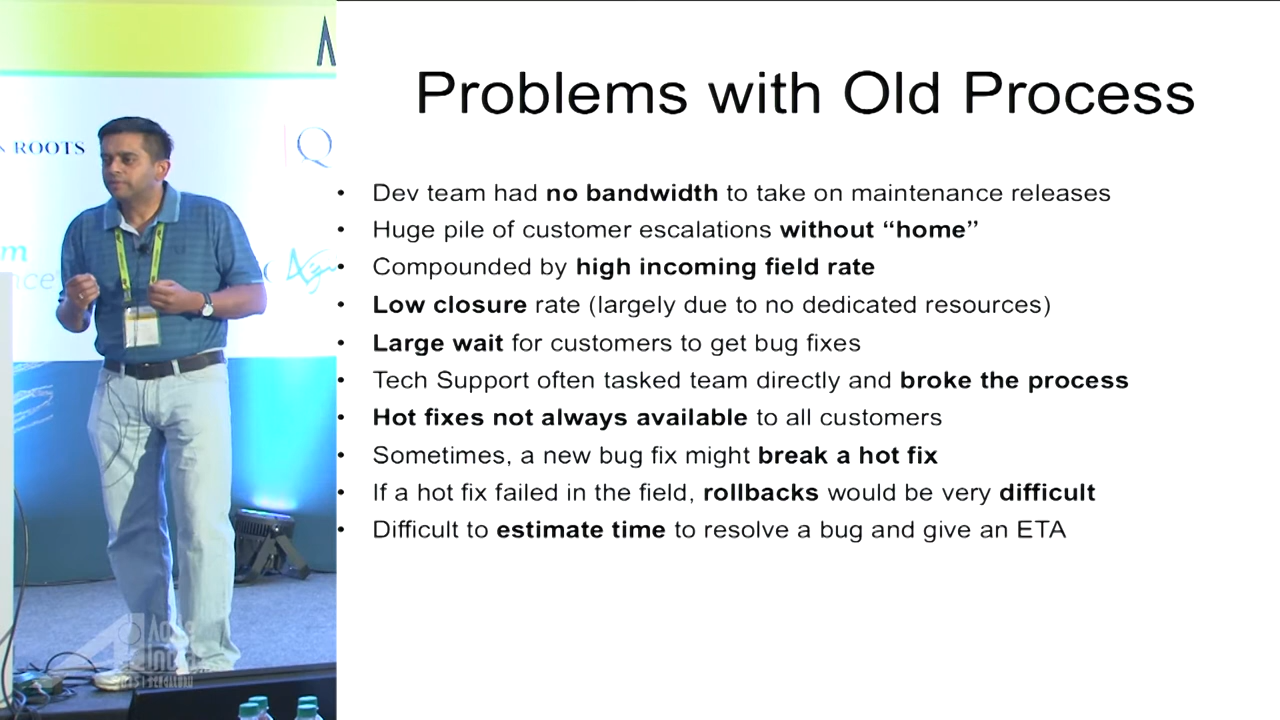 Problems with Old Process
• Dev team had no bandwidth to take on maintenance releases
• Huge pile of customer escalations without “home”
• Compounded by high incoming field rate
• Low closure rate (largely due to no dedicated resources)
• Large wait for customers to get bug fixes
• Tech Support often tasked team directly and broke the process
• Hot fixes not always available to all customers
• Sometimes, a new bug fix might break a hot fix
• If a hot fix failed in the field, rollbacks would be very difficult
• Difficult to estimate time to resolve a bug and give an ETA
ROOTS